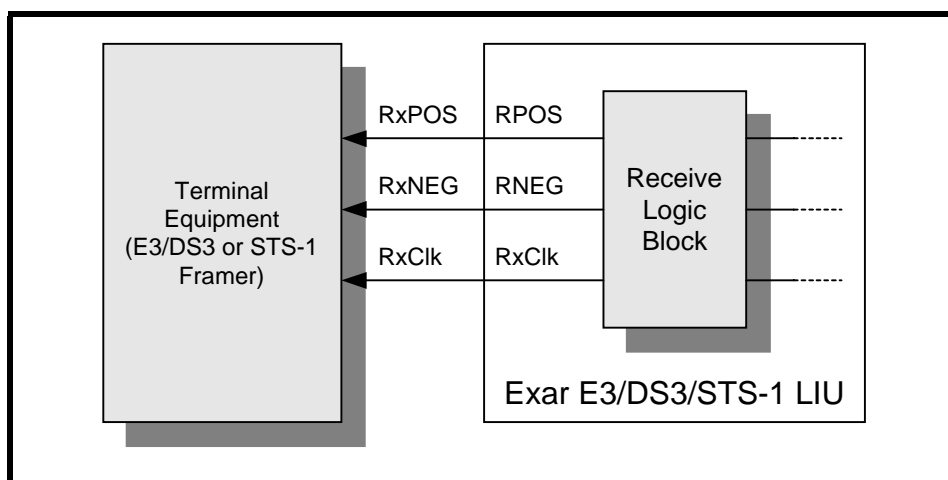 Terminal
Equipment
(E3/DS3 or STS-1
Framer)
RxPOS
RPOS
RxNEG
RNEG
RxClk
RxClk
Receive
Logic
Block
Exar E3/DS3/STS-1 LIU